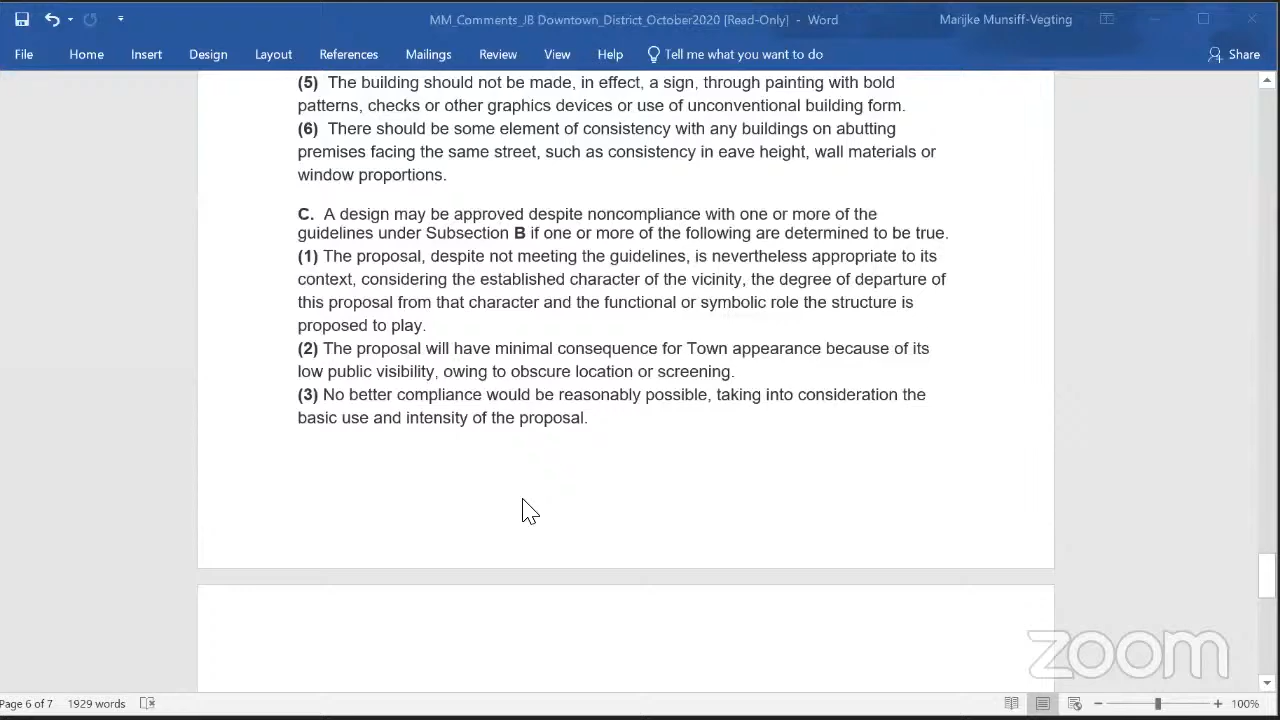 MM_Comments_JB Downtown_District_October2020 [Read-Only] - Word
Marijke Munsiff-Vegting
File Home Insert Design Layout References Mailings Review View Help Tell me what you want to do Share
(5) The building should not be made, in effect, a sign, through painting with bold
patterns, checks or other graphics devices or use of unconventional building form.
(6) There should be some element of consistency with any buildings on abutting
premises facing the same street, such as consistency in eave height, wall materials or
window proportions.
C. A design may be approved despite noncompliance with one or more of the
guidelines under Subsection B if one or more of the following are determined to be true.
(1) The proposal, despite not meeting the guidelines, is nevertheless appropriate to its
context, considering the established character of the vicinity, the degree of departure of
this proposal from that character and the functional or symbolic role the structure is
proposed to play.
(2) The proposal will have minimal consequence for Town appearance because of its
low public visibility, owing to obscure location or screening.
(3) No better compliance would be reasonably possible, taking into consideration the
basic use and intensity of the proposal.
zoom
Page 6 of 7 1929 words 100%